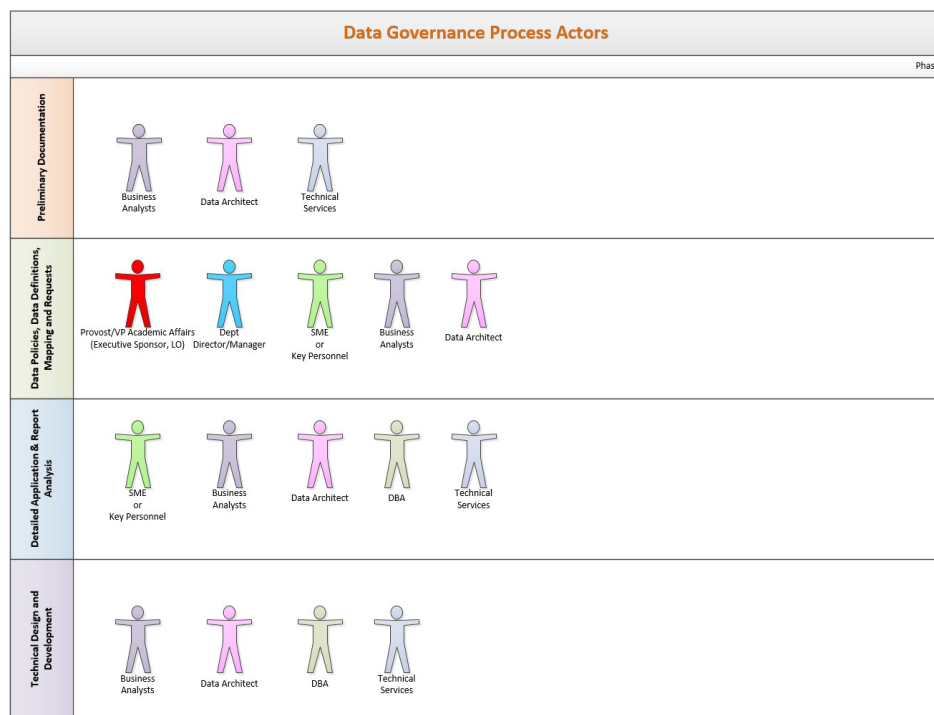 Data Governance Process Actors
Phas
Preliminary Documentation
Business
Analysts
Data Architect
Technical
Services
Data Policies, Data Definitions,
Mapping and Requests
Provost/VP Academic Affairs
(Executive Sponsor, LO)
Dept
Director/Manager
SME
or
Key Personnel
Business
Analysts
Data Architect
Detailed Application & Report
Analysis
SME
or
Key Personnel
Business
Analysts
Data Architect
DBA
Technical
Services
Technical Design and
Development
Business
Analysts
Data Architect
DBA
Technical
Services